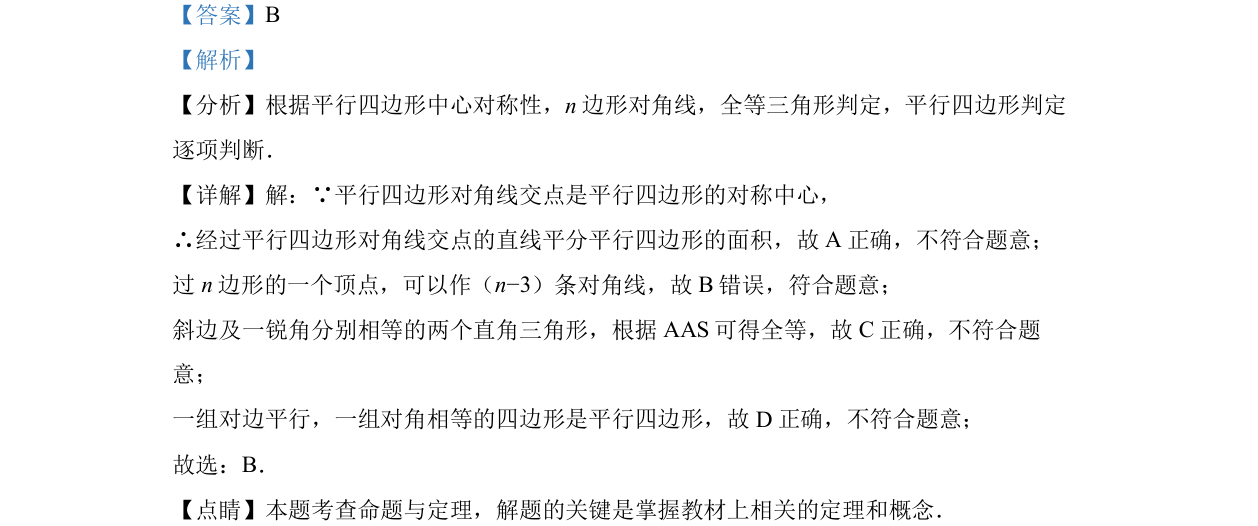 【答案】B
【解析】
【分析】根据平行四边形中心对称性，n 边形对角线，全等三角形判定，平行四边形判定
逐项判断．
【详解】解：∵平行四边形对角线交点是平行四边形的对称中心，
∴经过平行四边形对角线交点的直线平分平行四边形的面积，故 A 正确，不符合题意；
过 n 边形的一个顶点，可以作（n−3）条对角线，故 B 错误，符合题意；
斜边及一锐角分别相等的两个直角三角形，根据 AAS 可得全等，故 C 正确，不符合题
意；
一组对边平行，一组对角相等的四边形是平行四边形，故 D 正确，不符合题意；
故选：B．
【点睛】本题考查命题与定理，解题的关键是掌握教材上相关的定理和概念．